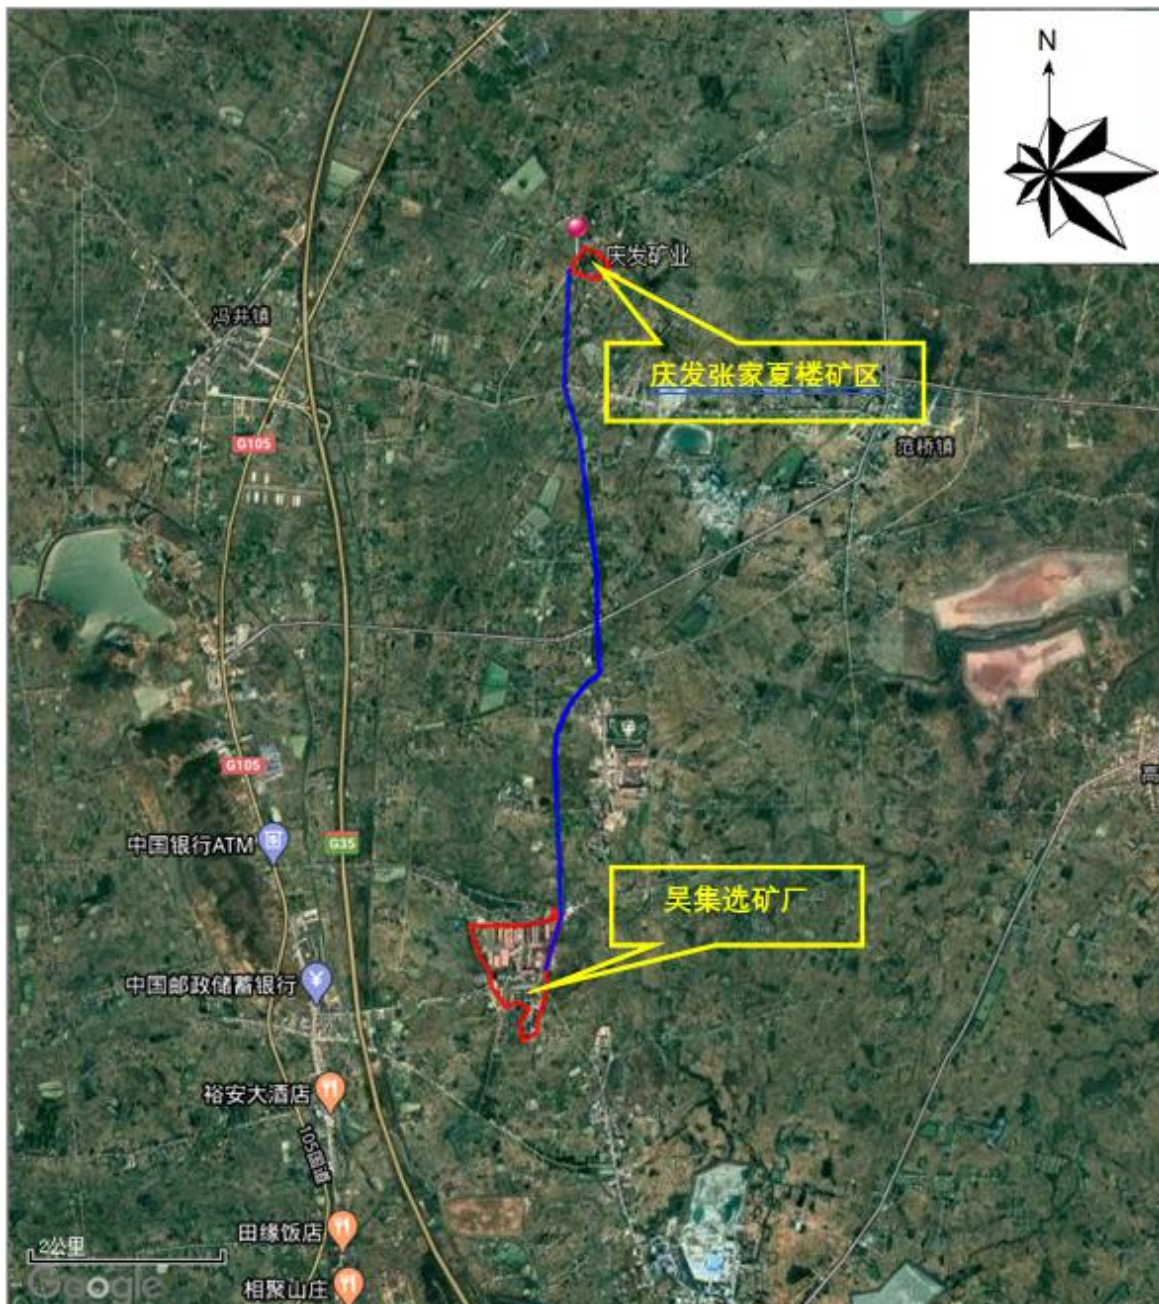 N
庆发矿业
冯井镇
庆发张家夏楼矿区
G105
范桥镇
G105
高
中国银行ATM
G35
吴集选矿厂
中国邮政储蓄银行
裕安大酒店
105国道
田缘饭店
2公里
相聚山庄
Google